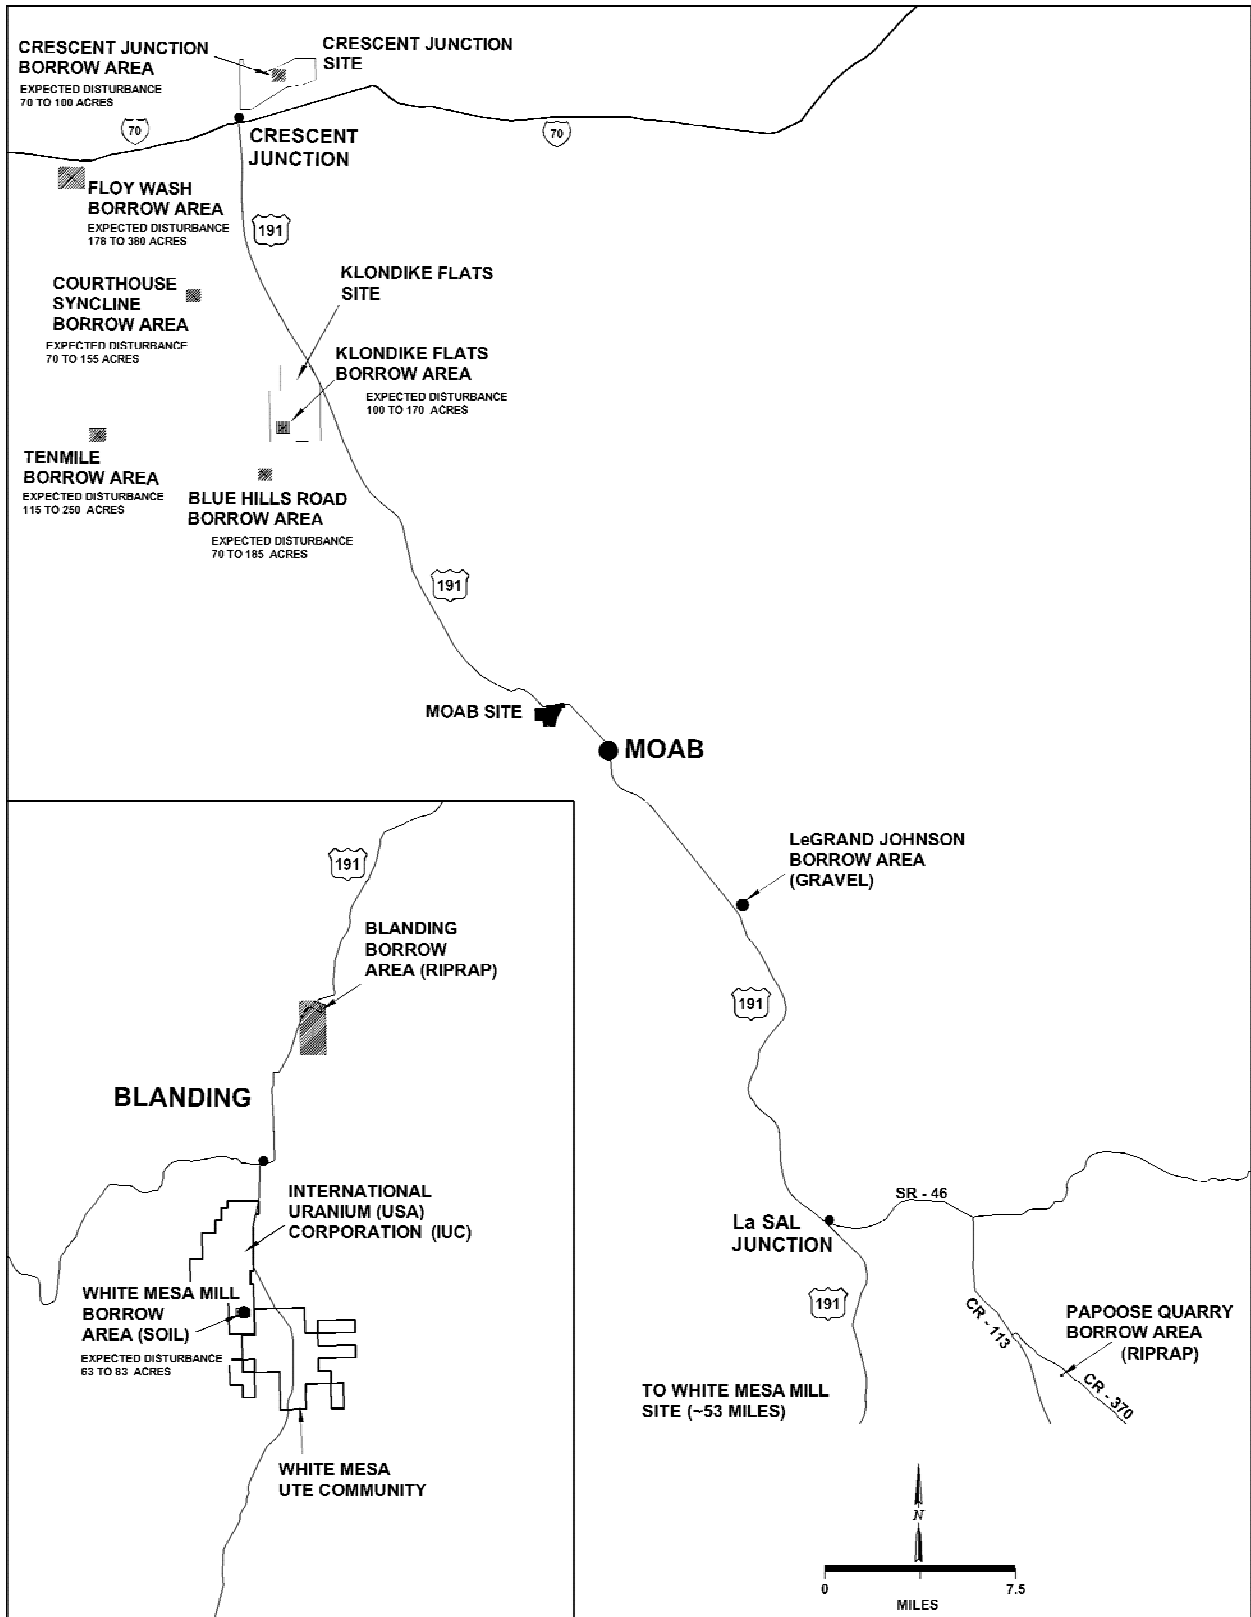 CRESCENT JUNCTION
BORROW AREA
EXPECTED DISTURBANCE
70 TO 100 ACRES
CRESCENT JUNCTION
SITE
70
CRESCENT
JUNCTION
70
FLOY WASH
BORROW AREA
EXPECTED DISTURBANCE
178 TO 380 ACRES
191
COURTHOUSE
SYNCLINE
BORROW AREA
EXPECTED DISTURBANCE
70 TO 155 ACRES
KLONDIKE FLATS
SITE
KLONDIKE FLATS
BORROW AREA
EXPECTED DISTURBANCE
100 TO 170 ACRES
TENMILE
BORROW AREA
EXPECTED DISTURBANCE
115 TO 250 ACRES
BLUE HILLS ROAD
BORROW AREA
EXPECTED DISTURBANCE
70 TO 185 ACRES
191
MOAB SITE
MOAB
LeGRAND JOHNSON
BORROW AREA
(GRAVEL)
191
SR - 46
La SAL
JUNCTION
191
CR - 113
PAPOOSE QUARRY
BORROW AREA
(RIPRAP)
CR - 370
TO WHITE MESA MILL
SITE (~53 MILES)
N
0
7.5
MILES
191
BLANDING
BORROW
AREA (RIPRAP)
BLANDING
INTERNATIONAL
URANIUM (USA)
CORPORATION (IUC)
WHITE MESA MILL
BORROW
AREA (SOIL)
EXPECTED DISTURBANCE
63 TO 83 ACRES
WHITE MESA
UTE COMMUNITY